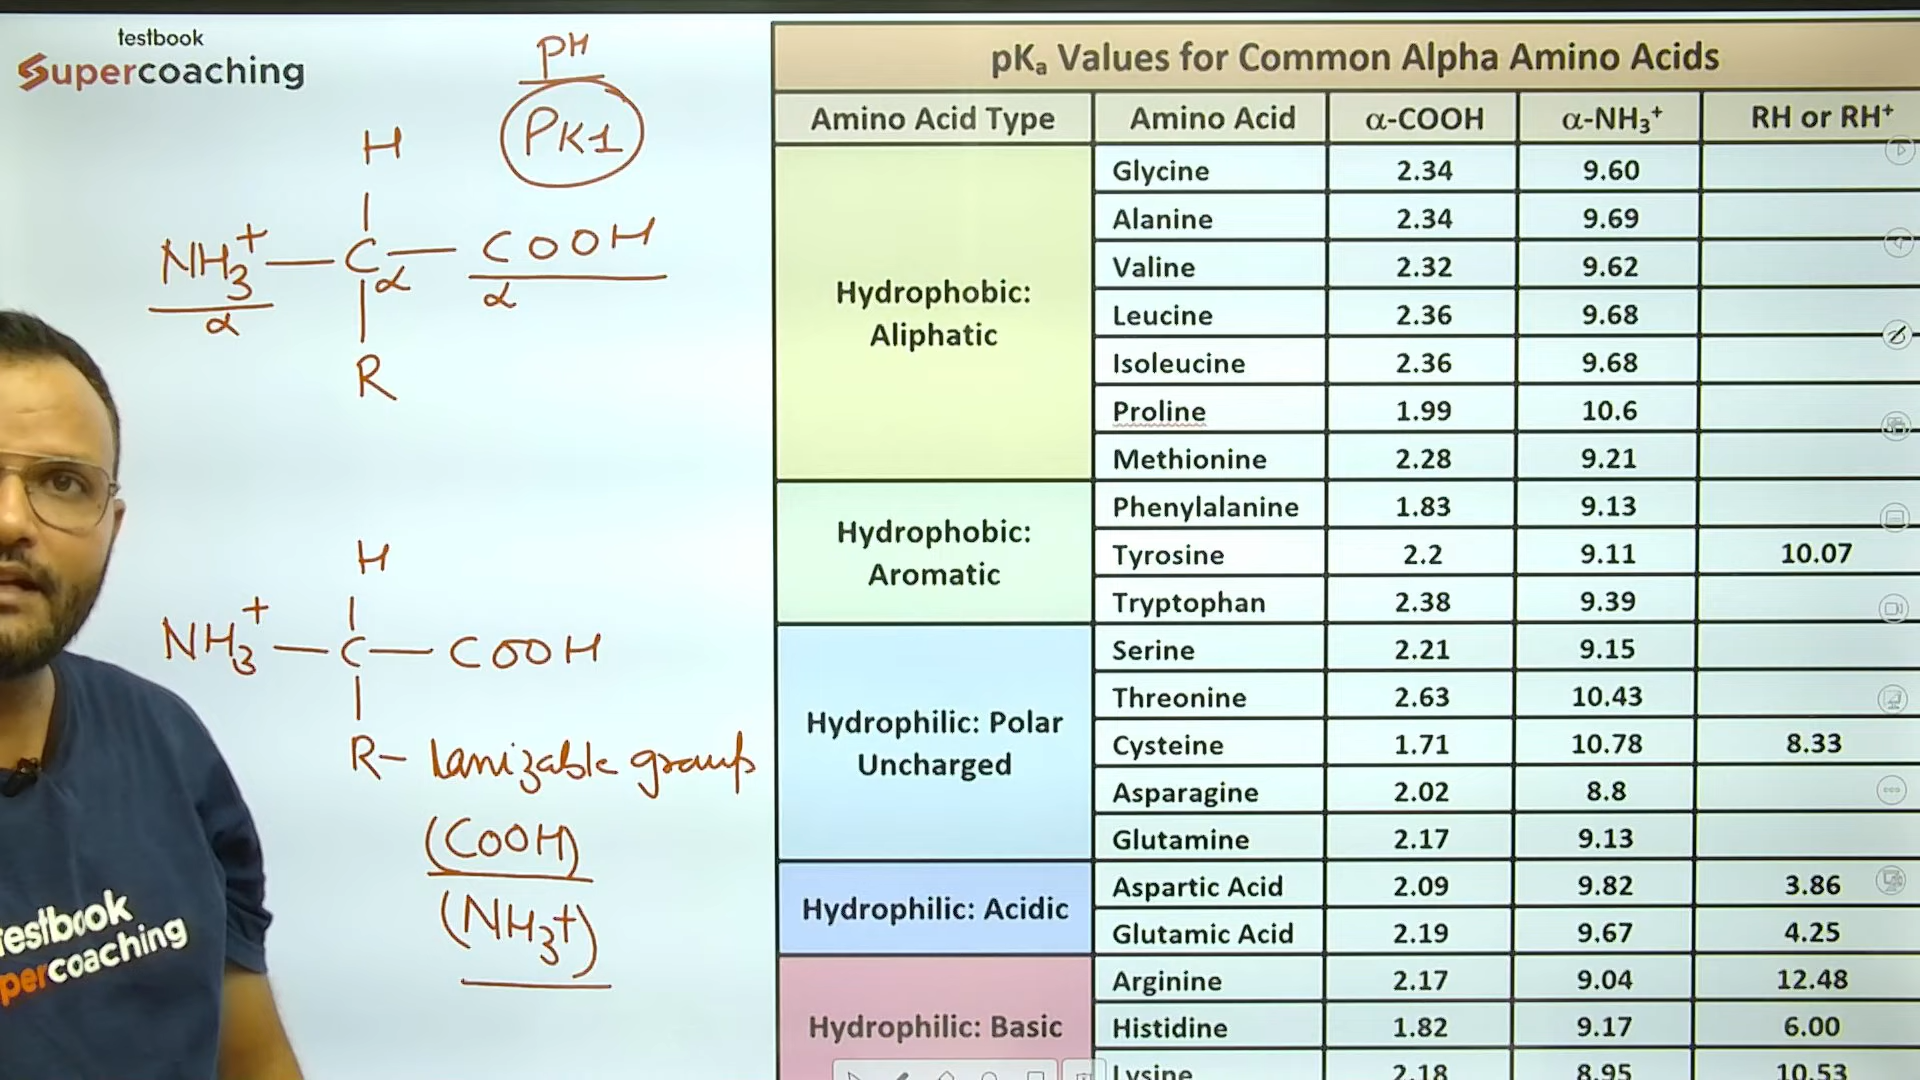 testbook
Supercoaching
pH
PK1
H
NH3+ — C — COOH
α α α
R
H
NH3+ — C — COOH
R- Ionizable group
(COOH)
(NH3+)
testbook
percoaching
pKa Values for Common Alpha Amino Acids
Amino Acid Type Amino Acid α-COOH α-NH3+ RH or RH+
Hydrophobic: Aliphatic
Glycine 2.34 9.60
Alanine 2.34 9.69
Valine 2.32 9.62
Leucine 2.36 9.68
Isoleucine 2.36 9.68
Proline 1.99 10.6
Methionine 2.28 9.21
Hydrophobic: Aromatic
Phenylalanine 1.83 9.13
Tyrosine 2.2 9.11 10.07
Tryptophan 2.38 9.39
Hydrophilic: Polar Uncharged
Serine 2.21 9.15
Threonine 2.63 10.43
Cysteine 1.71 10.78 8.33
Asparagine 2.02 8.8
Glutamine 2.17 9.13
Hydrophilic: Acidic
Aspartic Acid 2.09 9.82 3.86
Glutamic Acid 2.19 9.67 4.25
Hydrophilic: Basic
Arginine 2.17 9.04 12.48
Histidine 1.82 9.17 6.00
Lysine 2.18 8.95 10.53